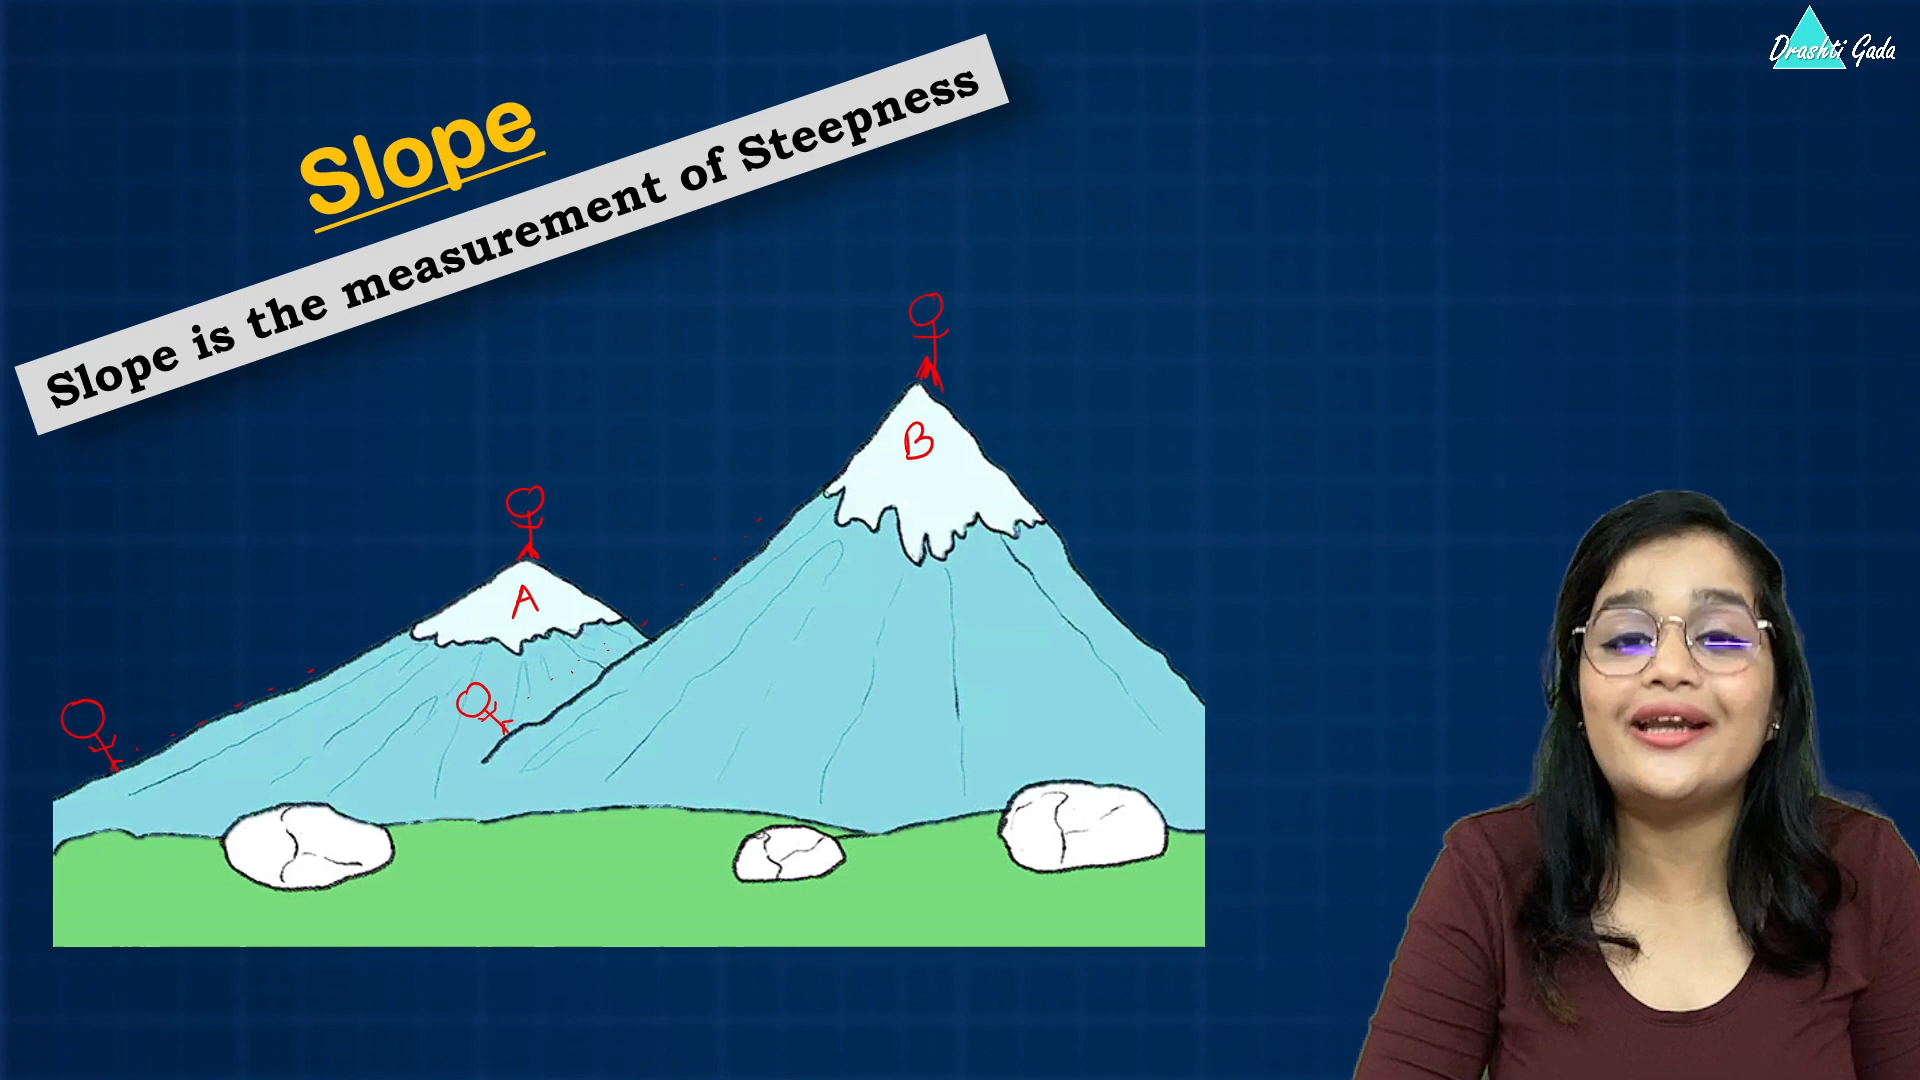 Drashti Gada
Slope
Slope is the measurement of Steepness
B
A